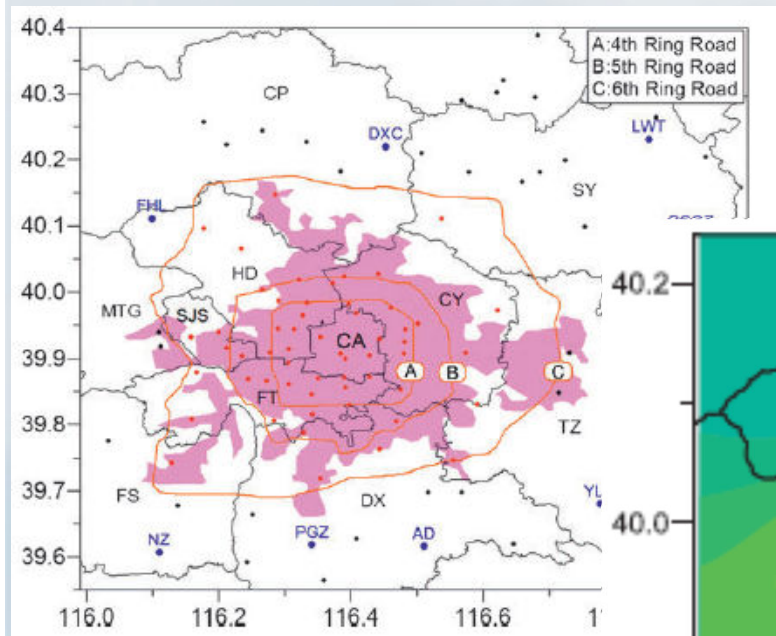 40.4
A:4th Ring Road
B:5th Ring Road
C:6th Ring Road
40.3
CP
DXC
LWT
40.2
SY
FHL
40.1
HD
40.0
CY
MTG
SJS
CA
39.9
A
B
C
FT
39.8
TZ
39.7
FS
DX
NZ
PGZ
AD
39.6
116.0
116.2
116.4
116.6
40.2
40.0